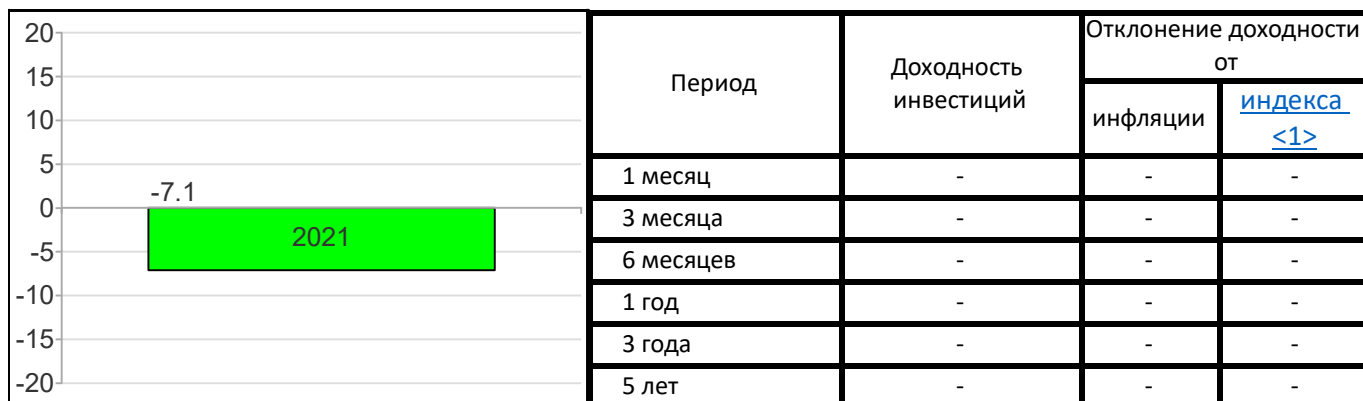 20
15
10
5
0
-5
-10
-15
-20
-7.1
2021
Период
Доходность
инвестиций
Отклонение доходности
от
инфляции
индекса
<1>
1 месяц - - -
3 месяца - - -
6 месяцев - - -
1 год - - -
3 года - - -
5 лет - - -